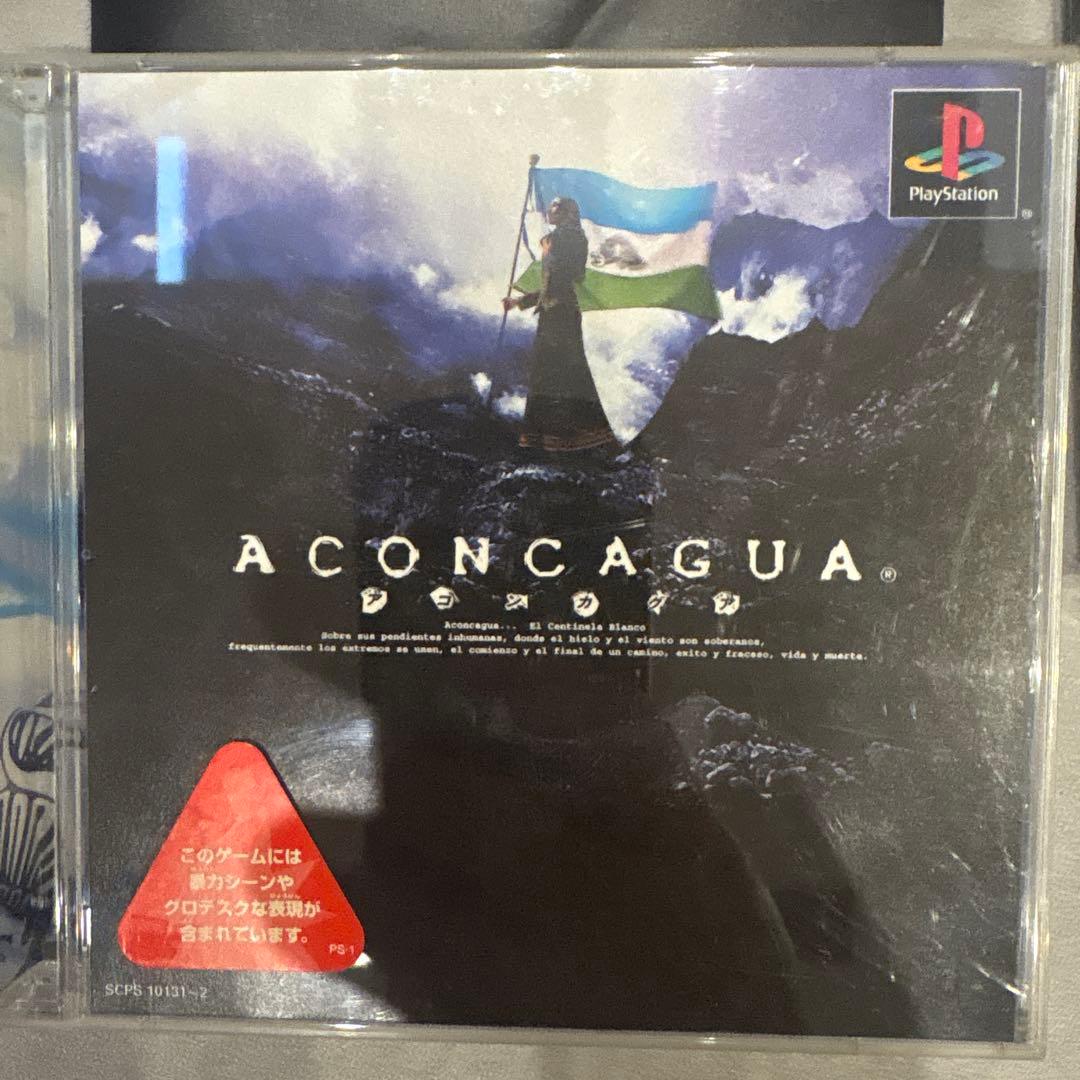 PlayStation
ACONCAGUA®
アコンカグア
Aconcagua... El Centinela Blanco
Sobre sus pendientes inhumanas, donde el hielo y el viento son soberanos,
frequentemente los extremos se unen, el comienzo y el final de un camino, exito y fracaso, vida y muerte.
このゲームには
暴力シーンや
グロテスクな表現が
含まれています。
PS-1
SCPS 10131~2